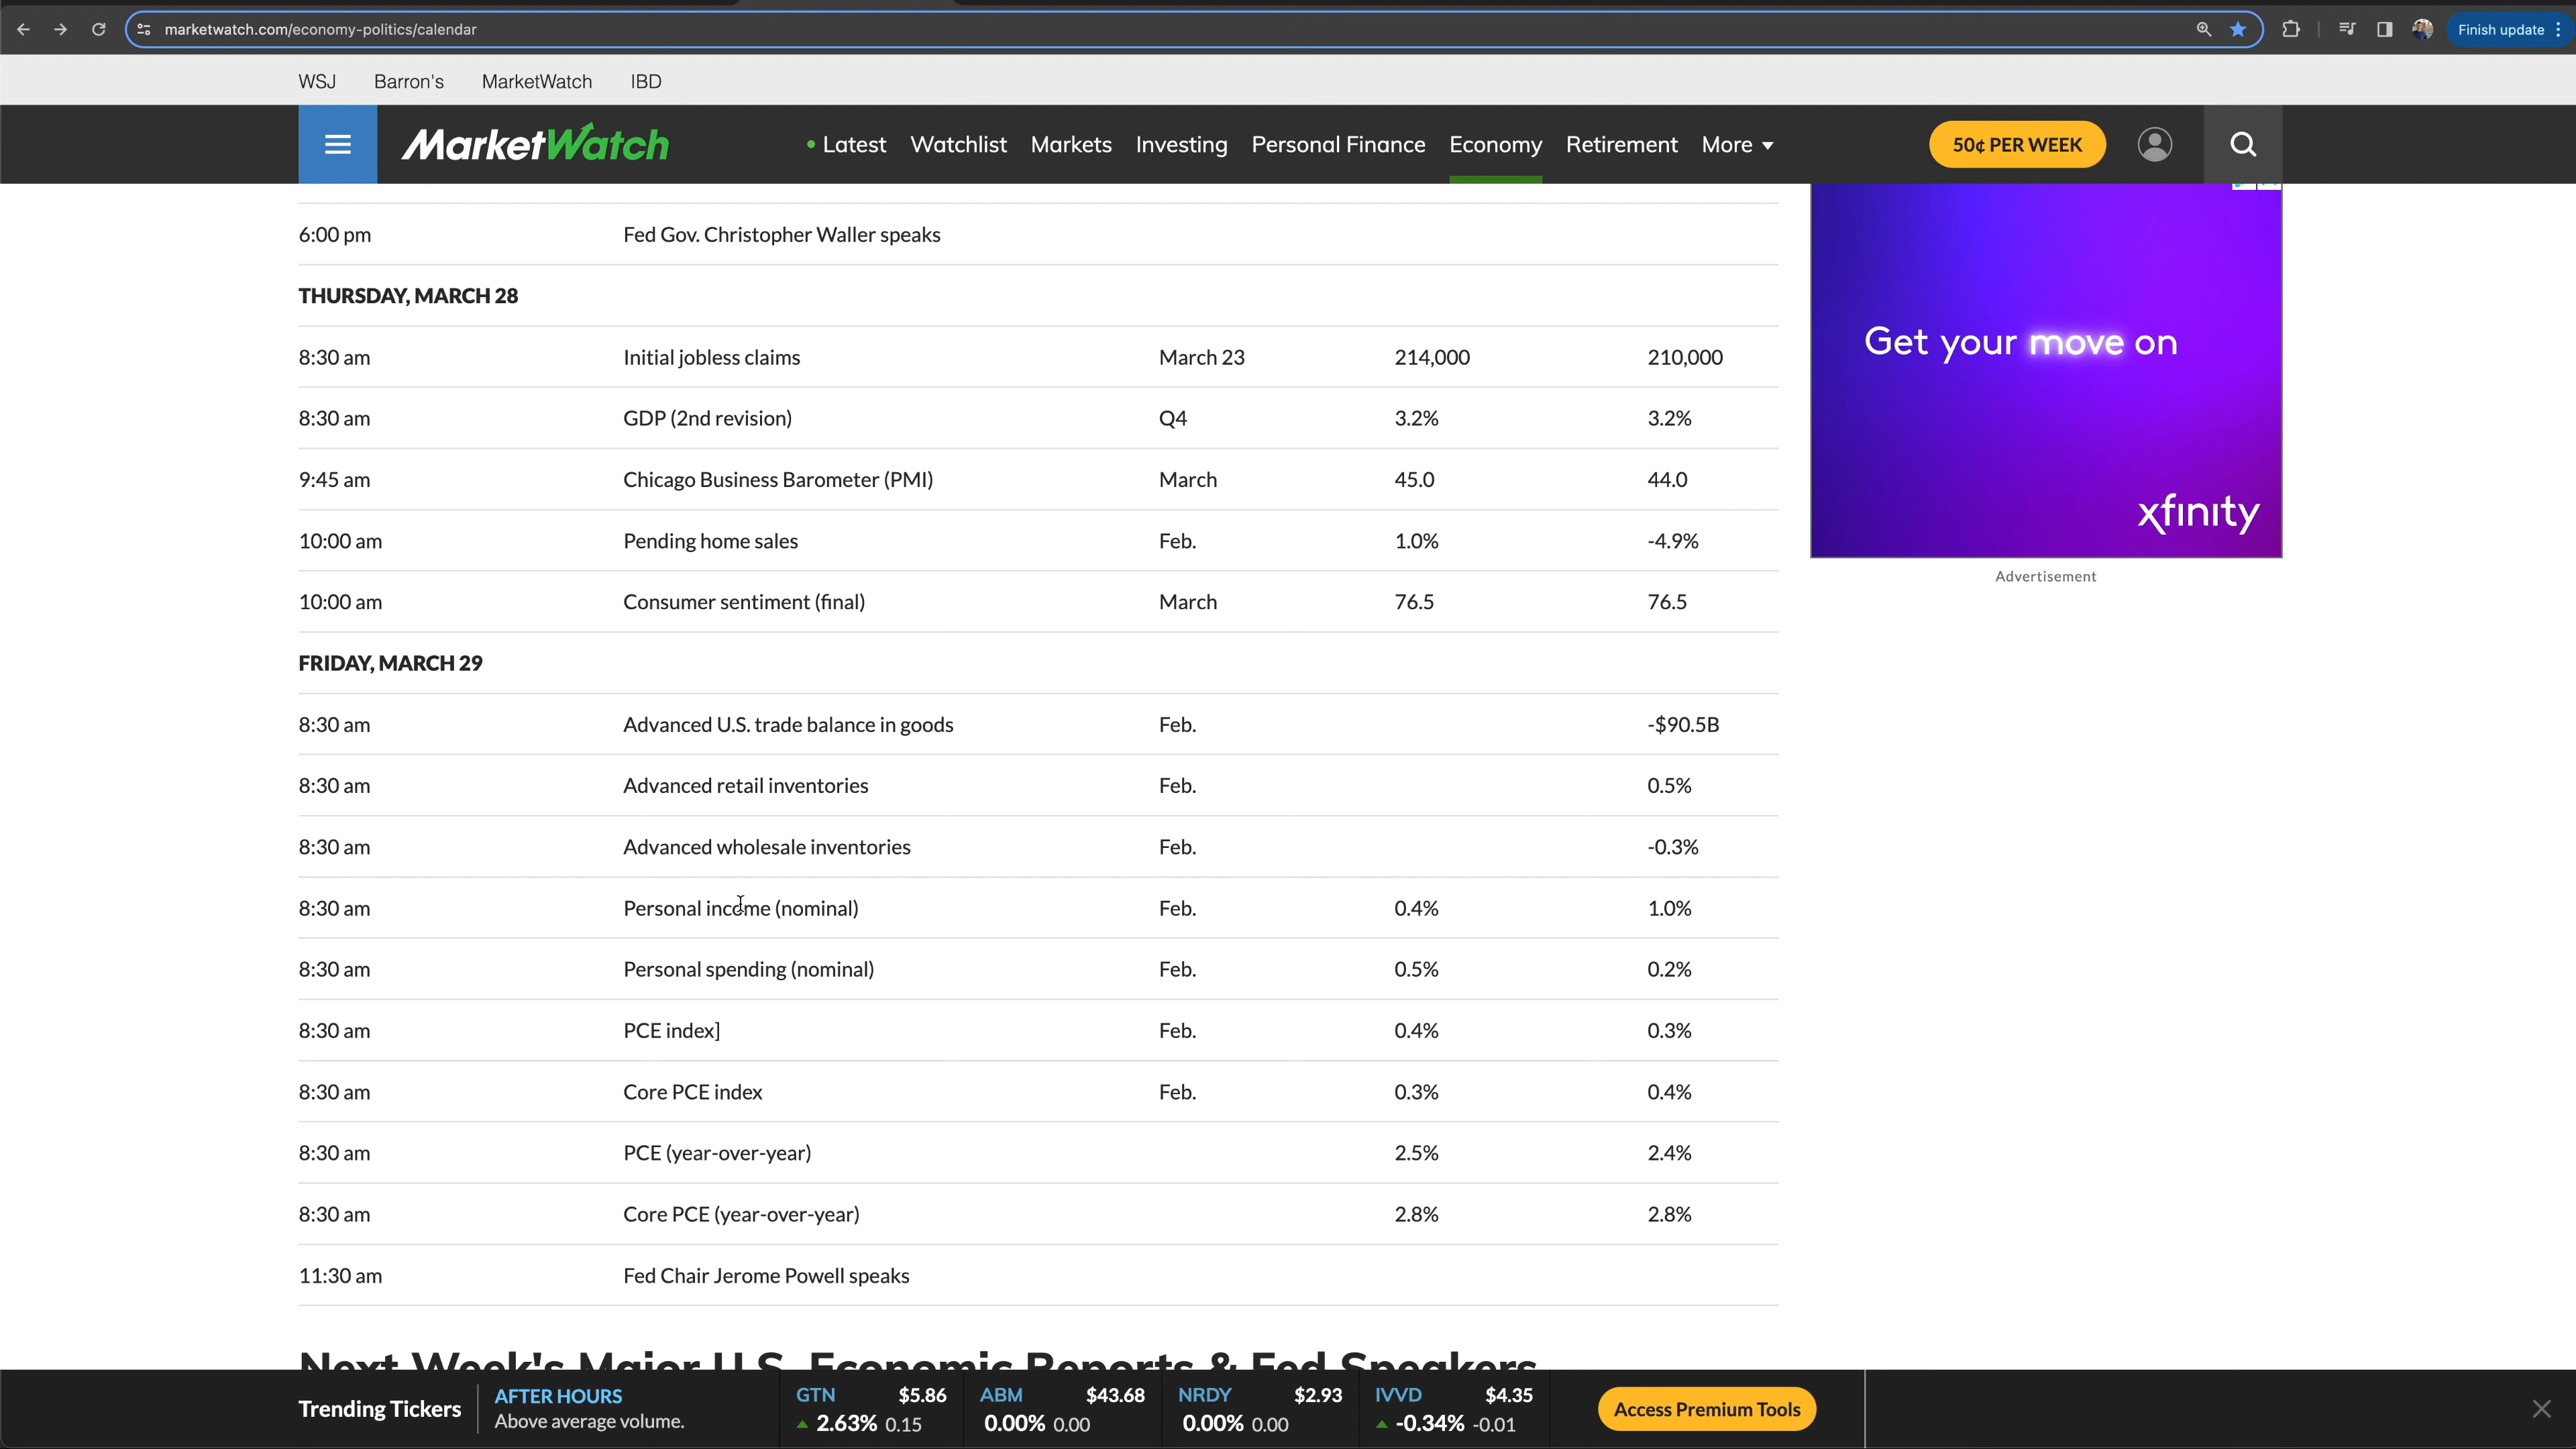 marketwatch.com/economy-politics/calendar
Finish update
WSJ Barron's MarketWatch IBD
MarketWatch
Latest Watchlist Markets Investing Personal Finance Economy Retirement More
50¢ PER WEEK
6:00 pm Fed Gov. Christopher Waller speaks
THURSDAY, MARCH 28
8:30 am Initial jobless claims March 23 214,000 210,000
8:30 am GDP (2nd revision) Q4 3.2% 3.2%
9:45 am Chicago Business Barometer (PMI) March 45.0 44.0
10:00 am Pending home sales Feb. 1.0% -4.9%
10:00 am Consumer sentiment (final) March 76.5 76.5
Get your move on
xfinity
Advertisement
FRIDAY, MARCH 29
8:30 am Advanced U.S. trade balance in goods Feb. -$90.5B
8:30 am Advanced retail inventories Feb. 0.5%
8:30 am Advanced wholesale inventories Feb. -0.3%
8:30 am Personal income (nominal) Feb. 0.4% 1.0%
8:30 am Personal spending (nominal) Feb. 0.5% 0.2%
8:30 am PCE index] Feb. 0.4% 0.3%
8:30 am Core PCE index Feb. 0.3% 0.4%
8:30 am PCE (year-over-year) 2.5% 2.4%
8:30 am Core PCE (year-over-year) 2.8% 2.8%
11:30 am Fed Chair Jerome Powell speaks
Next Week's Major U.S. Economic Reports & Fed Speakers
Trending Tickers
AFTER HOURS
Above average volume.
GTN $5.86
2.63% 0.15
ABM $43.68
0.00% 0.00
NRDY $2.93
0.00% 0.00
IVVD $4.35
-0.34% -0.01
Access Premium Tools